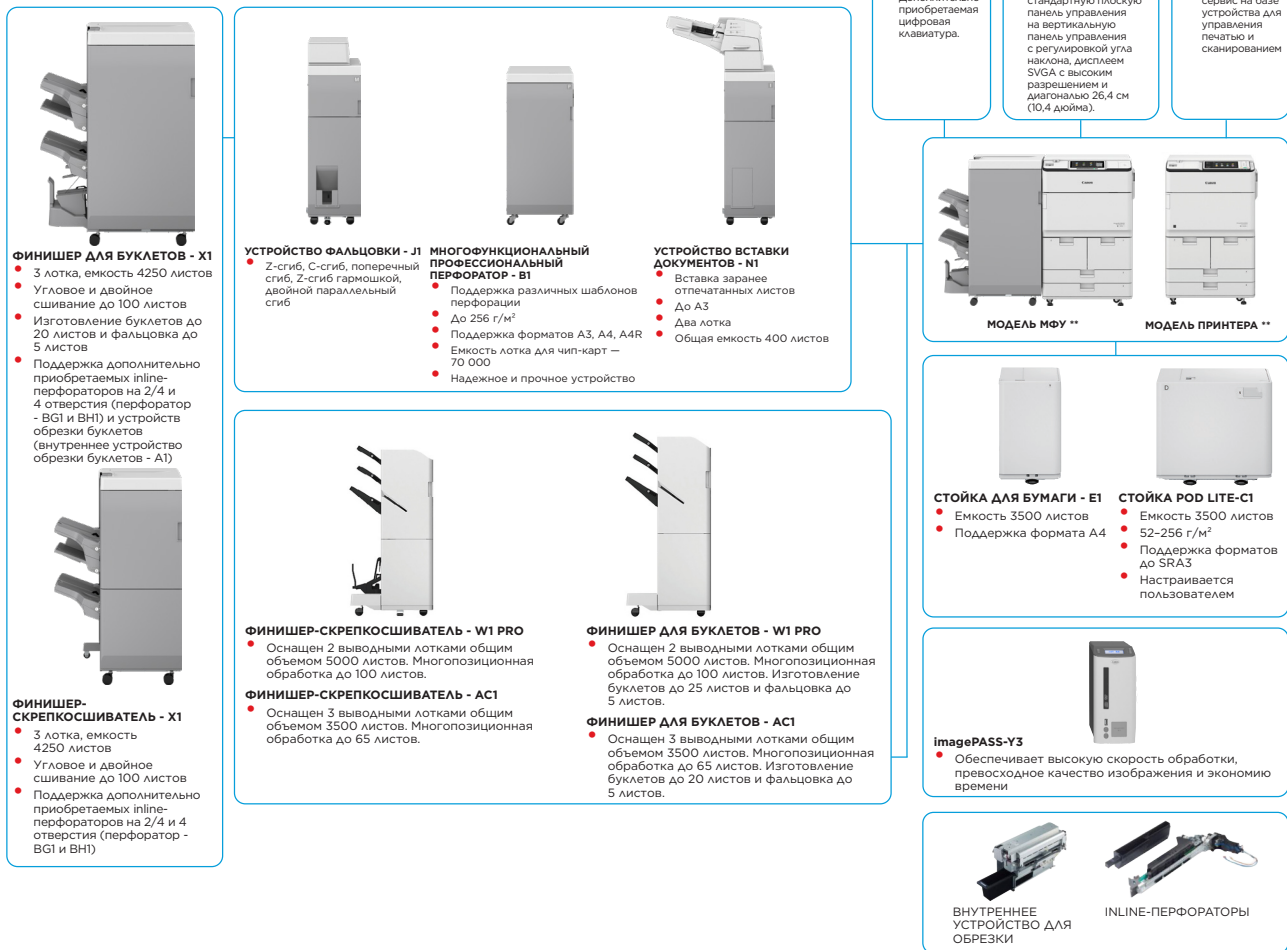 Дополнительно
приобретаемая
цифровая
клавиатура.
стандартную плоскую
панель управления
на вертикальную
панель управления
с регулировкой угла
наклона, дисплеем
SVGA с высоким
разрешением и
диагональю 26,4 см
(10,4 дюйма).
сервис на базе
устройства для
управления
печатью и
сканированием
ФИНИШЕР ДЛЯ БУКЛЕТОВ - X1
• 3 лотка, емкость 4250 листов
• Угловое и двойное
сшивание до 100 листов
• Изготовление буклетов до
20 листов и фальцовка до
5 листов
• Поддержка дополнительно
приобретаемых inline-
перфораторов на 2/4 и
4 отверстия (перфоратор
- BG1 и BH1) и устройств
обрезки буклетов
(внутреннее устройство
обрезки буклетов - A1)
ФИНИШЕР-
СКРЕПКОСШИВАТЕЛЬ - X1
• 3 лотка, емкость
4250 листов
• Угловое и двойное
сшивание до 100 листов
• Поддержка дополнительно
приобретаемых inline-
перфораторов на 2/4 и 4
отверстия (перфоратор -
BG1 и BH1)
УСТРОЙСТВО ФАЛЬЦОВКИ - J1
• Z-сгиб, C-сгиб, поперечный
сгиб, Z-сгиб гармошкой,
двойной параллельный
сгиб
МНОГОФУНКЦИОНАЛЬНЫЙ
ПРОФЕССИОНАЛЬНЫЙ
ПЕРФОРАТОР - B1
• Поддержка различных шаблонов
перфорации
• До 256 г/м²
• Поддержка форматов A3, A4, A4R
• Емкость лотка для чип-карт —
70 000
• Надежное и прочное устройство
УСТРОЙСТВО ВСТАВКИ
ДОКУМЕНТОВ - N1
• Вставка заранее
отпечатанных листов
• До A3
• Два лотка
• Общая емкость 400 листов
ФИНИШЕР-СКРЕПКОСШИВАТЕЛЬ - W1 PRO
• Оснащен 2 выводными лотками общим
объемом 5000 листов. Многопозиционная
обработка до 100 листов.
ФИНИШЕР-СКРЕПКОСШИВАТЕЛЬ - AC1
• Оснащен 3 выводными лотками общим
объемом 3500 листов. Многопозиционная
обработка до 65 листов.
ФИНИШЕР ДЛЯ БУКЛЕТОВ - W1 PRO
• Оснащен 2 выводными лотками общим
объемом 5000 листов. Многопозиционная
обработка до 100 листов. Изготовление
буклетов до 25 листов и фальцовка до
5 листов.
ФИНИШЕР ДЛЯ БУКЛЕТОВ - AC1
• Оснащен 3 выводными лотками общим
объемом 3500 листов. Многопозиционная
обработка до 65 листов. Изготовление
буклетов до 20 листов и фальцовка до
5 листов.
Canon
МОДЕЛЬ МФУ **
Canon
МОДЕЛЬ ПРИНТЕРА **
СТОЙКА ДЛЯ БУМАГИ - E1
• Емкость 3500 листов
• Поддержка формата A4
СТОЙКА POD LITE-C1
• Емкость 3500 листов
• 52–256 г/м²
• Поддержка форматов
до SRA3
• Настраивается
пользователем
imagePASS-Y3
• Обеспечивает высокую скорость обработки,
превосходное качество изображения и экономию
времени
ВНУТРЕННЕЕ
УСТРОЙСТВО ДЛЯ
ОБРЕЗКИ
INLINE-ПЕРФОРАТОРЫ